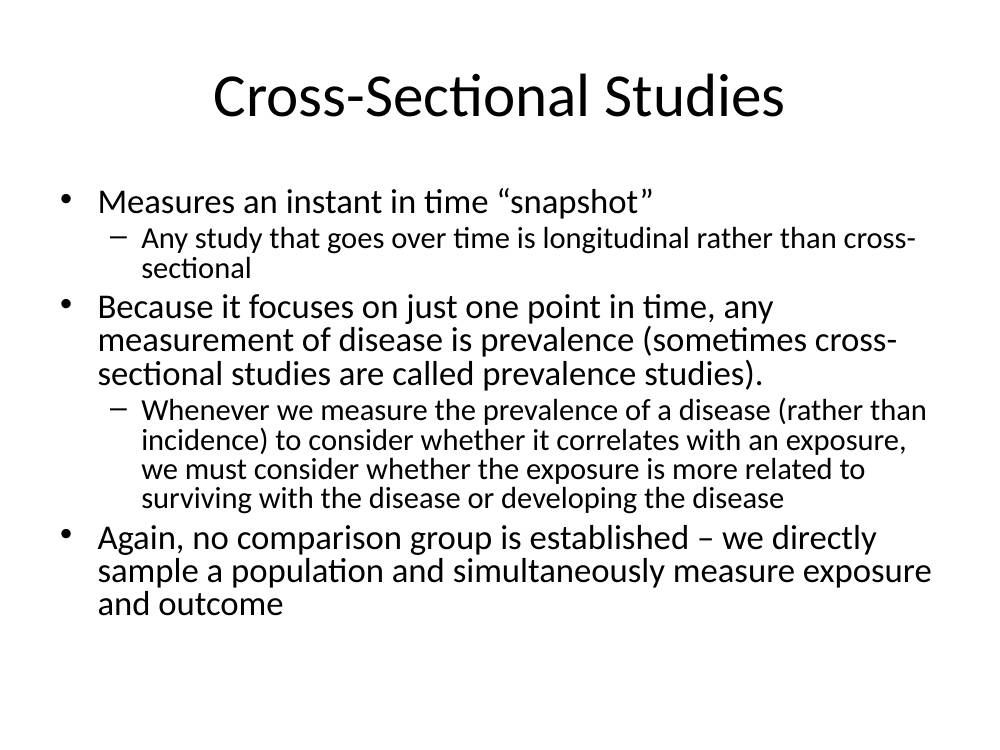 Cross-Sectional Studies
• Measures an instant in time “snapshot”
– Any study that goes over time is longitudinal rather than cross-
sectional
• Because it focuses on just one point in time, any
measurement of disease is prevalence (sometimes cross-
sectional studies are called prevalence studies).
– Whenever we measure the prevalence of a disease (rather than
incidence) to consider whether it correlates with an exposure,
we must consider whether the exposure is more related to
surviving with the disease or developing the disease
• Again, no comparison group is established – we directly
sample a population and simultaneously measure exposure
and outcome